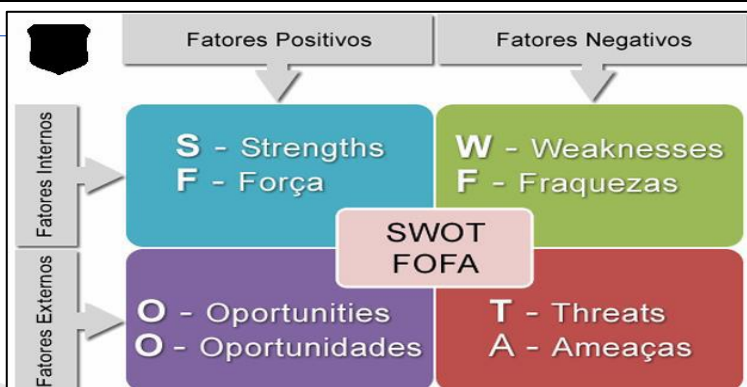 Fatores Positivos
Fatores Negativos
Fatores Internos
S - Strengths
F - Força
W - Weaknesses
F - Fraquezas
SWOT
FOFA
Fatores Externos
O - Oportunities
O - Oportunidades
T - Threats
A - Ameaças